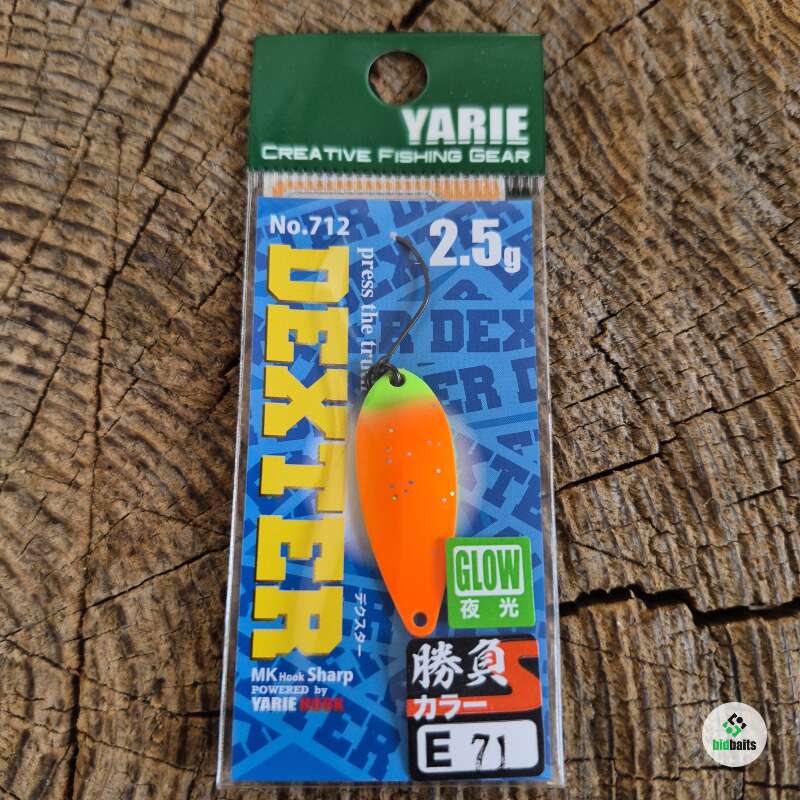 YARIE
CREATIVE FISHING GEAR
No.712
2.5g
press the
DEXTER
デクスター
GLOW
夜光
MK Hook Sharp
POWERED by
YARIE HOOK
勝負S
カラー
E 71
bidbaits